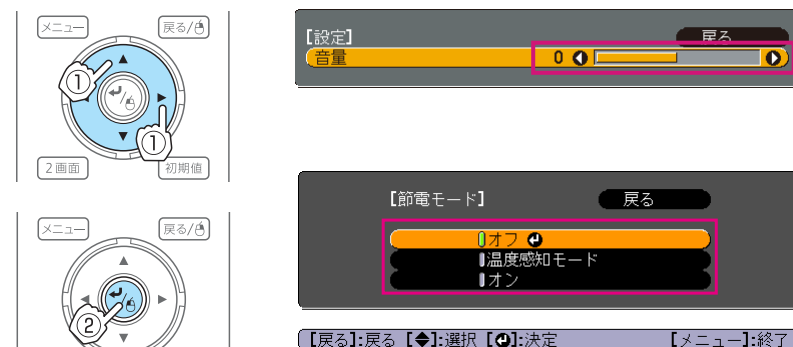 メニュー
戻る/
①
①
2画面
初期値
[設定]
戻る
音量 0
[節電モード] 戻る
オフ
温度感知モード
オン
メニュー
戻る/
②
[戻る]:戻る [◆]:選択 [ ]:決定 [メニュー]:終了